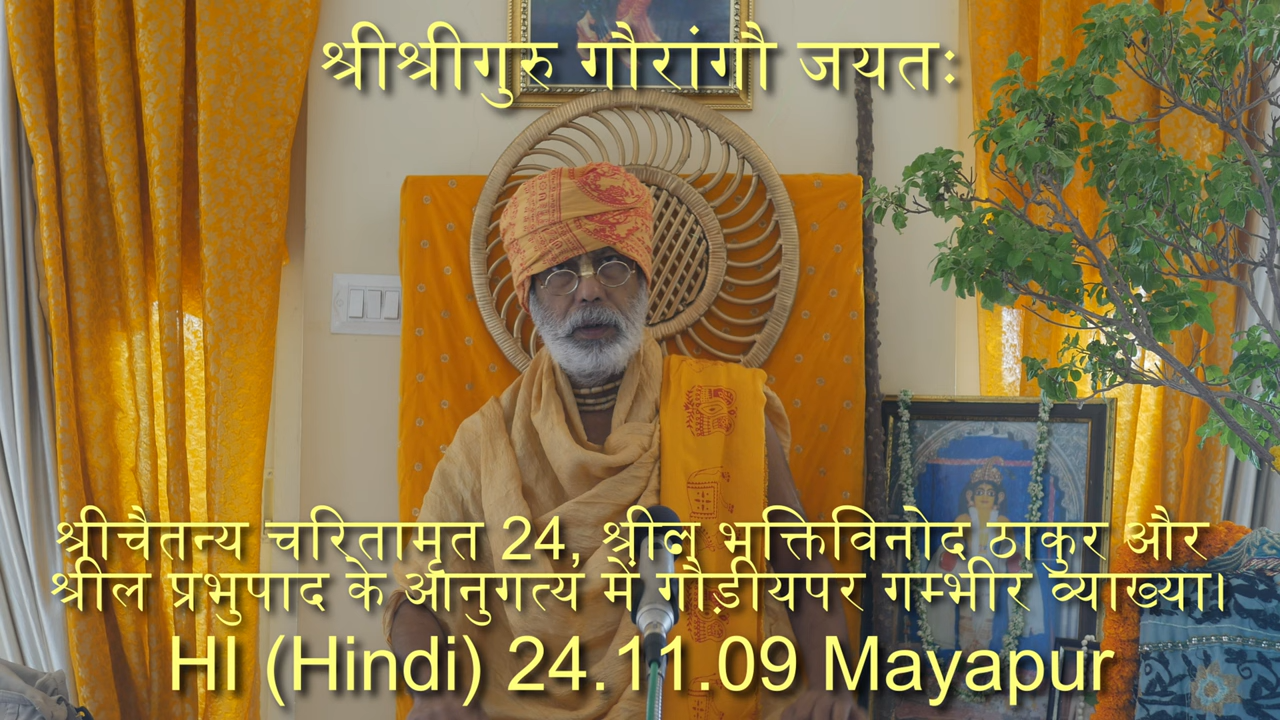 श्रीश्रीगुरु गौरांगौ जयतः
श्रीचैतन्य चरितामृत 24, श्रील भक्तिविनोद ठाकुर और
श्रील प्रभुपाद के आनुगत्य में गौड़ीयपर गम्भीर व्याख्या।
HI (Hindi) 24.11.09 Mayapur